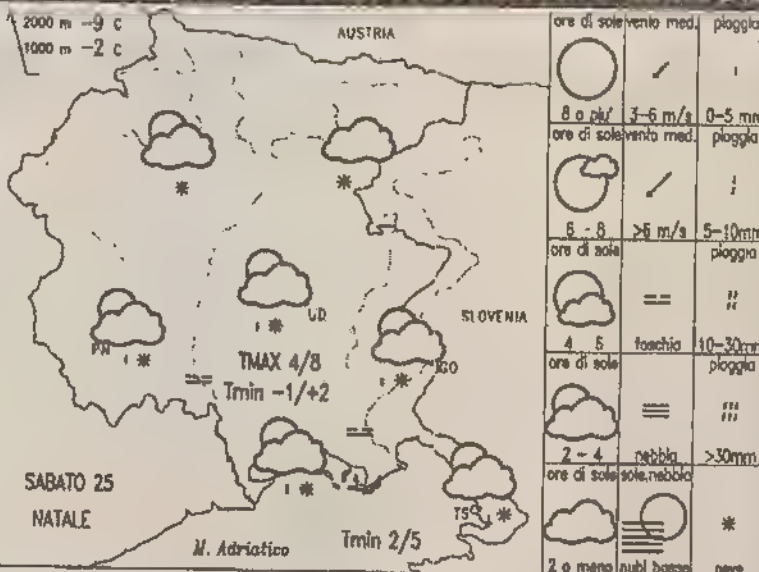 2000 m -9 c
1000 m -2 c
AUSTRIA
UD
SLOVENIA
PN
GO
TMAX 4/8
Tmin -1/+2
SABATO 25
NATALE
TS
M. Adriatico
Tmin 2/5
ore di sole vento med. pioggia
8 o piu' 3-6 m/s 0-5 mm
ore di sole vento med. pioggia
6 - 8 >6 m/s 5-10mm
ore di sole pioggia
4 6 foschia 10-30mm
ore di sole pioggia
2 - 4 nebbia >30mm
ore di sole sole, nebbia
2 o meno nubi basse neve